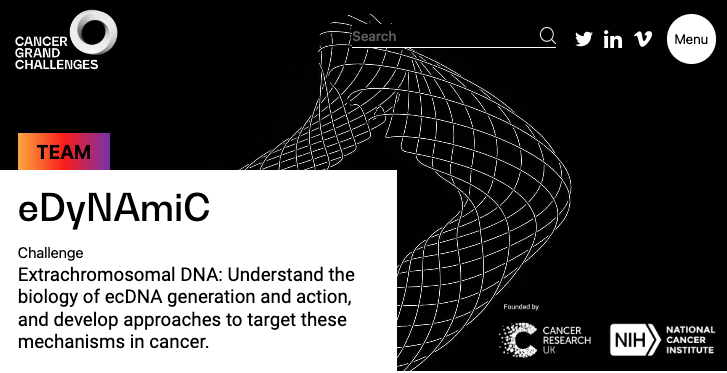 CANCER
GRAND
CHALLENGES
Search
Menu
TEAM
eDyNAmiC
Challenge
Extrachromosomal DNA: Understand the
biology of ecDNA generation and action,
and develop approaches to target these
mechanisms in cancer.
Founded by
CANCER
RESEARCH
UK
NIH
NATIONAL
CANCER
INSTITUTE